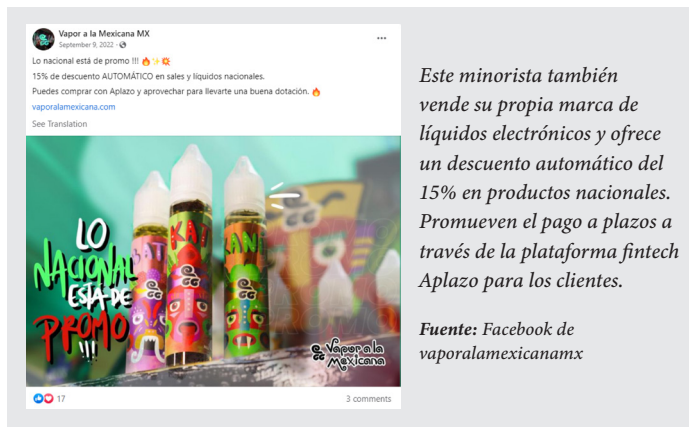 Vapor a la Mexicana MX
September 9, 2022 ·
Lo nacional está de promo !!! 🔥✨💥
15% de descuento AUTOMÁTICO en sales y líquidos nacionales.
Puedes comprar con Aplazo y aprovechar para llevarte una buena dotación. 🔥
vaporalamexicana.com
See Translation
LO
NACIONAL
ESTÁ DE
PROMO
!!!
KAT
Vapor a la
Mexicana
17
3 comments
Este minorista también
vende su propia marca de
líquidos electrónicos y ofrece
un descuento automático del
15% en productos nacionales.
Promueven el pago a plazos a
través de la plataforma fintech
Aplazo para los clientes.
Fuente: Facebook de
vaporalamexicanamx